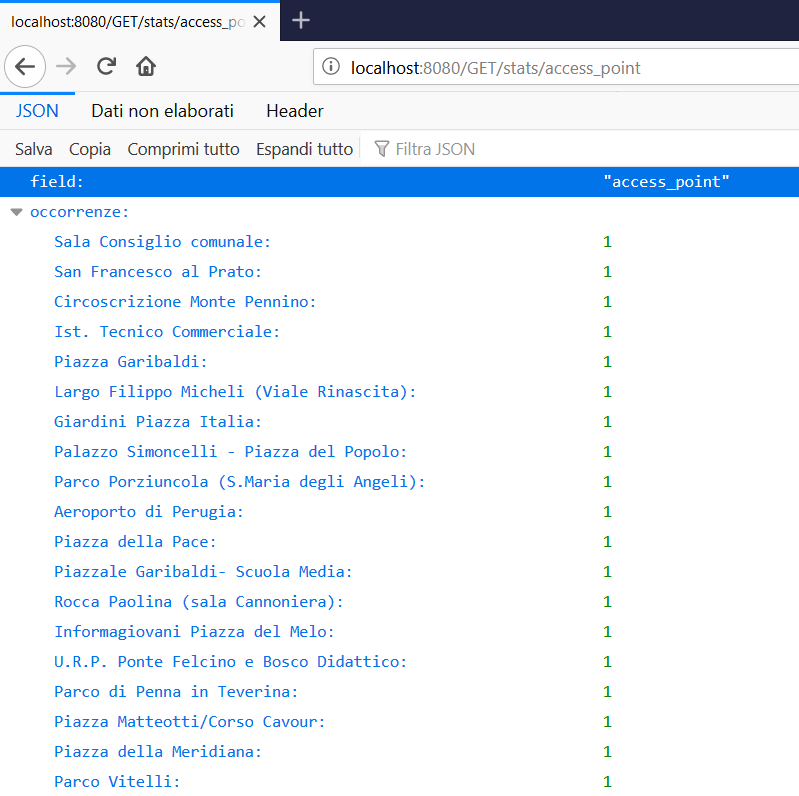 localhost:8080/GET/stats/access_po
localhost:8080/GET/stats/access_point
JSON Dati non elaborati Header
Salva Copia Comprimi tutto Espandi tutto Filtra JSON
field: "access_point"
occorrenze:
Sala Consiglio comunale: 1
San Francesco al Prato: 1
Circoscrizione Monte Pennino: 1
Ist. Tecnico Commerciale: 1
Piazza Garibaldi: 1
Largo Filippo Micheli (Viale Rinascita): 1
Giardini Piazza Italia: 1
Palazzo Simoncelli - Piazza del Popolo: 1
Parco Porziuncola (S.Maria degli Angeli): 1
Aeroporto di Perugia: 1
Piazza della Pace: 1
Piazzale Garibaldi- Scuola Media: 1
Rocca Paolina (sala Cannoniera): 1
Informagiovani Piazza del Melo: 1
U.R.P. Ponte Felcino e Bosco Didattico: 1
Parco di Penna in Teverina: 1
Piazza Matteotti/Corso Cavour: 1
Piazza della Meridiana: 1
Parco Vitelli: 1